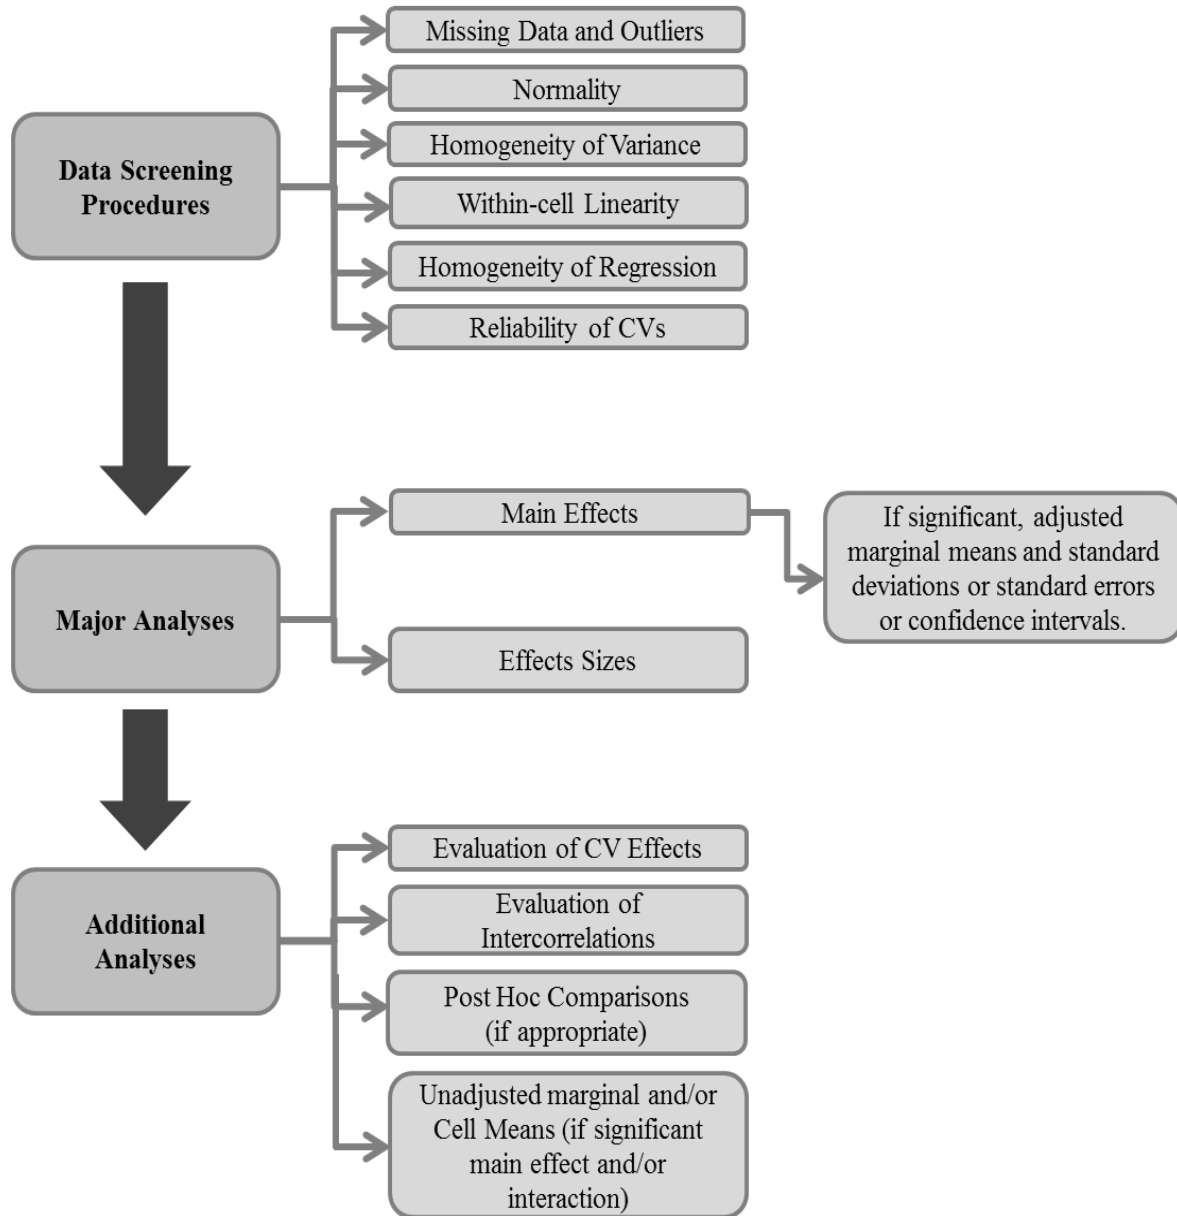 Data Screening
Procedures
Missing Data and Outliers
Normality
Homogeneity of Variance
Within-cell Linearity
Homogeneity of Regression
Reliability of CVs
Major Analyses
Main Effects
If significant, adjusted
marginal means and standard
deviations or standard errors
or confidence intervals.
Effects Sizes
Additional
Analyses
Evaluation of CV Effects
Evaluation of
Intercorrelations
Post Hoc Comparisons
(if appropriate)
Unadjusted marginal and/or
Cell Means (if significant
main effect and/or
interaction)